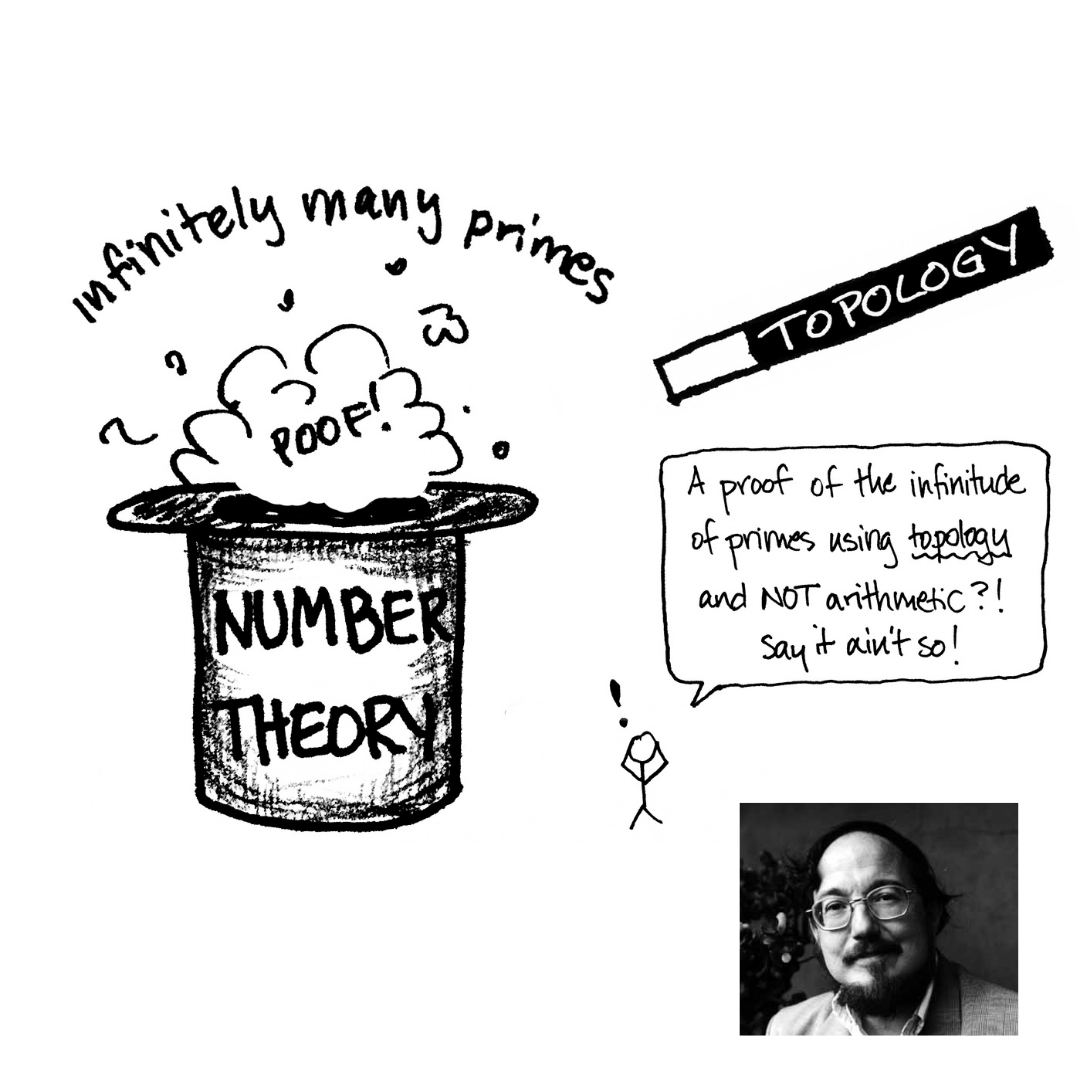 infinitely many primes
POOF!
NUMBER
THEORY
TOPOLOGY
A proof of the infinitude
of primes using topology
and NOT arithmetic?!
say it ain't so!
!